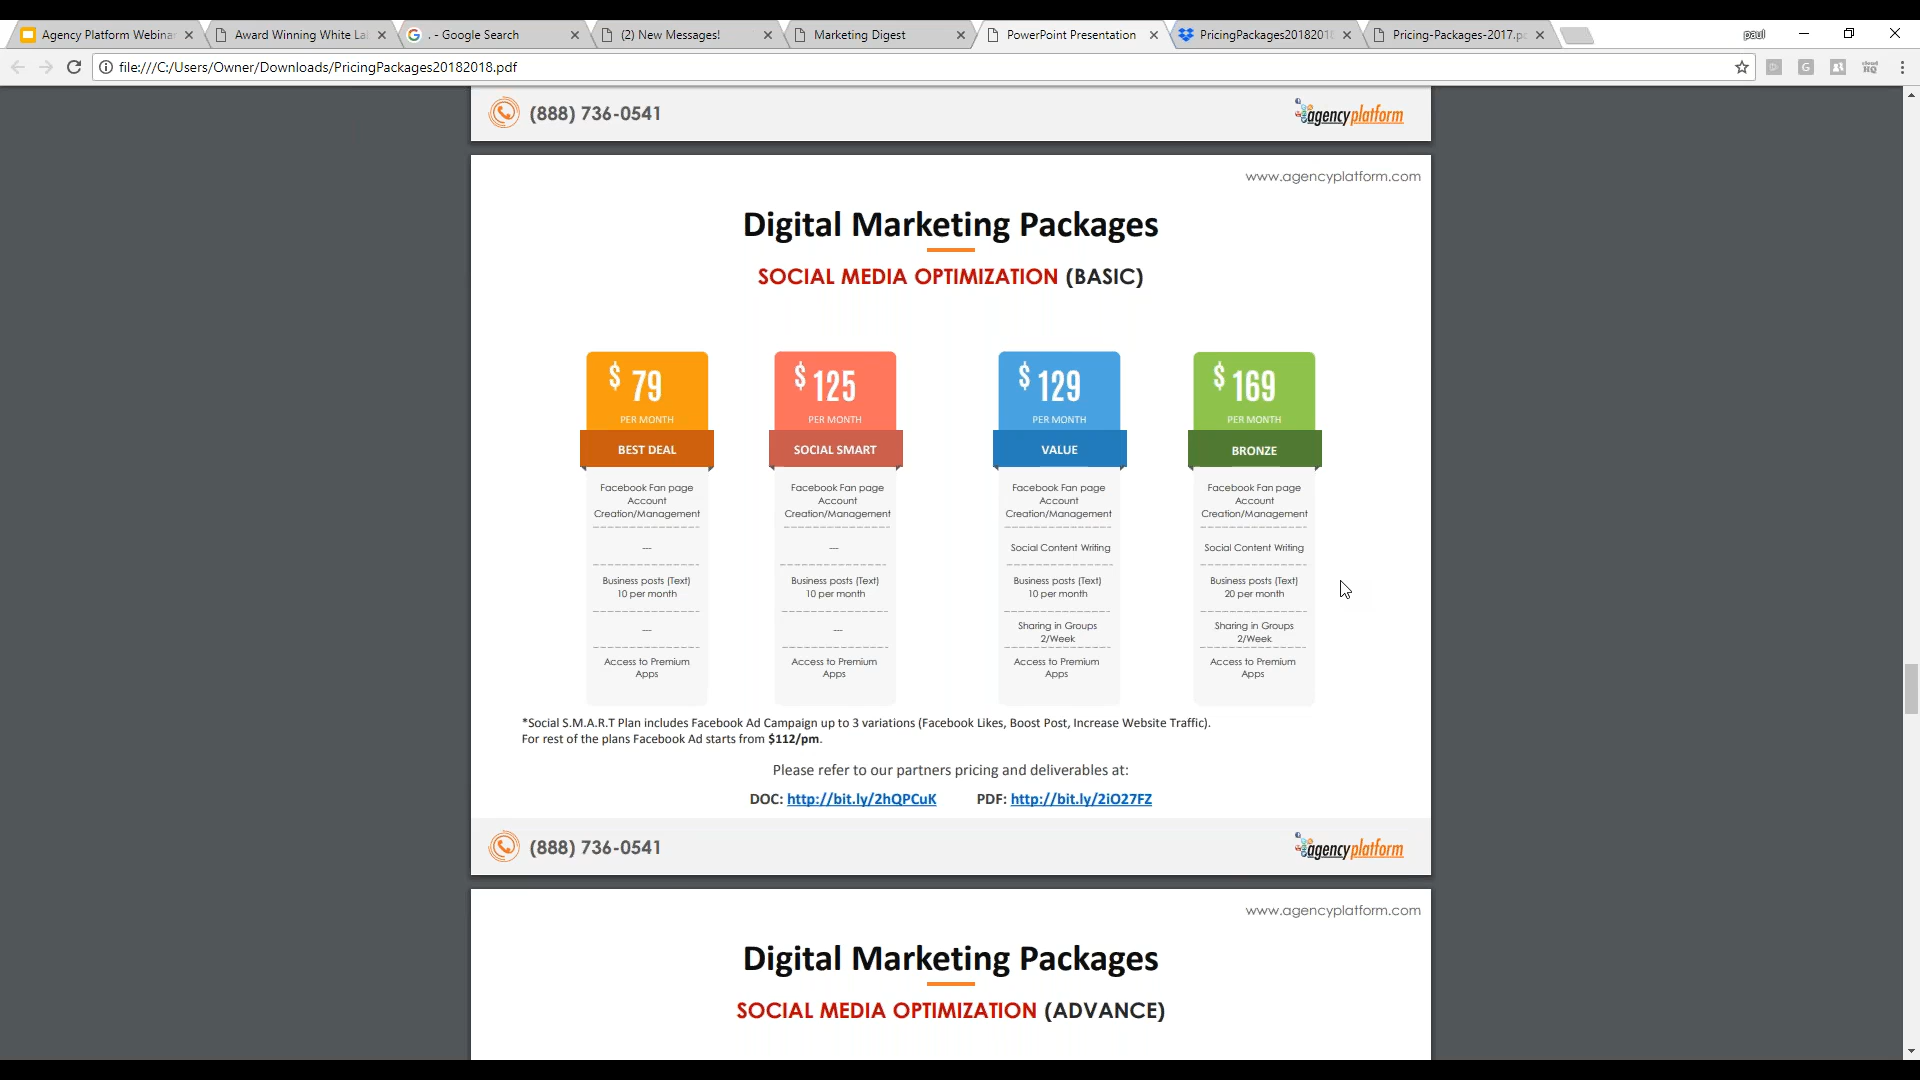 Agency Platform Webinar
Award Winning White La
. - Google Search
(2) New Messages!
Marketing Digest
PowerPoint Presentation
PricingPackages2018201
Pricing-Packages-2017.p
paul
file:///C:/Users/Owner/Downloads/PricingPackages20182018.pdf
(888) 736-0541
agencyplatform
www.agencyplatform.com
Digital Marketing Packages
SOCIAL MEDIA OPTIMIZATION (BASIC)
$ 79
PER MONTH
BEST DEAL
Facebook Fan page
Account
Creation/Management
---
Business posts (Text)
10 per month
---
Access to Premium
Apps
$ 125
PER MONTH
SOCIAL SMART
Facebook Fan page
Account
Creation/Management
---
Business posts (Text)
10 per month
---
Access to Premium
Apps
$ 129
PER MONTH
VALUE
Facebook Fan page
Account
Creation/Management
Social Content Writing
Business posts (Text)
10 per month
Sharing in Groups
2/Week
Access to Premium
Apps
$ 169
PER MONTH
BRONZE
Facebook Fan page
Account
Creation/Management
Social Content Writing
Business posts (Text)
20 per month
Sharing in Groups
2/Week
Access to Premium
Apps
*Social S.M.A.R.T Plan includes Facebook Ad Campaign up to 3 variations (Facebook Likes, Boost Post, Increase Website Traffic).
For rest of the plans Facebook Ad starts from $112/pm.
Please refer to our partners pricing and deliverables at:
DOC: http://bit.ly/2hQPCuK PDF: http://bit.ly/2iO27FZ
(888) 736-0541
agencyplatform
www.agencyplatform.com
Digital Marketing Packages
SOCIAL MEDIA OPTIMIZATION (ADVANCE)